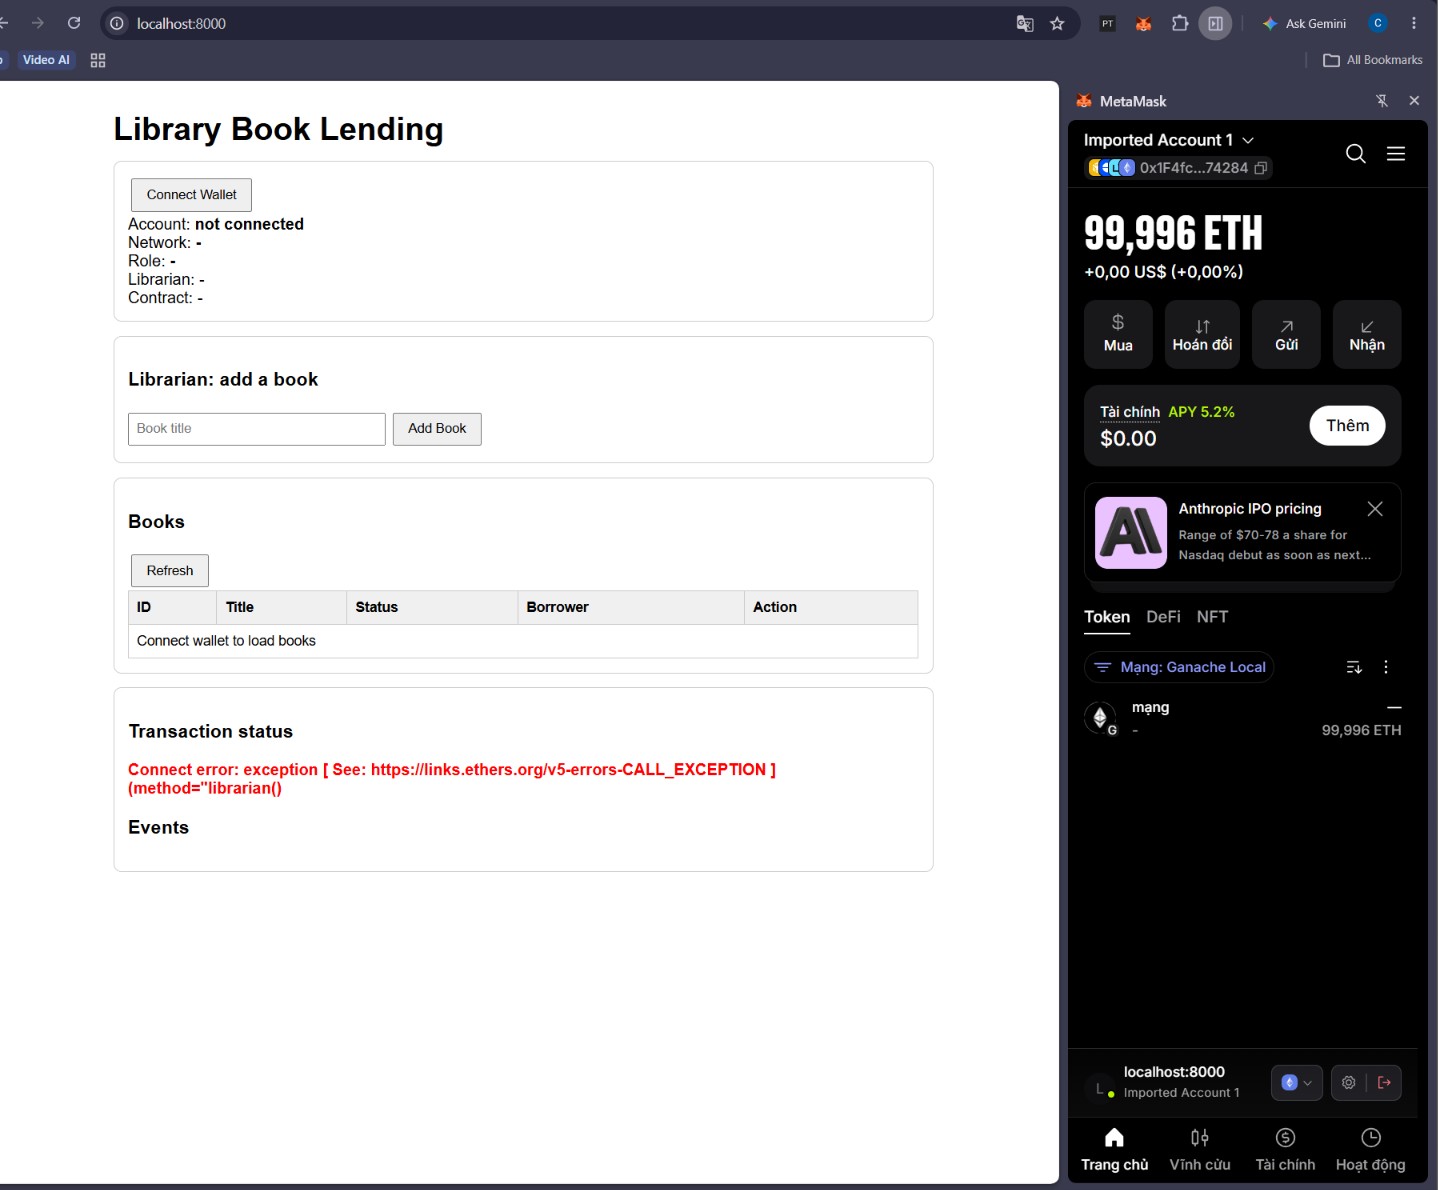 localhost:8000
PT
Ask Gemini
C
Video AI
All Bookmarks
Library Book Lending
Connect Wallet
Account: not connected
Network: -
Role: -
Librarian: -
Contract: -
Librarian: add a book
Book title
Add Book
Books
Refresh
ID Title Status Borrower Action
Connect wallet to load books
Transaction status
Connect error: exception [ See: https://links.ethers.org/v5-errors-CALL_EXCEPTION ]
(method="librarian()
Events
MetaMask
Imported Account 1
0x1F4fc...74284
99,996 ETH
+0,00 US$ (+0,00%)
$
Mua
Hoán đổi
Gửi
Nhận
Tài chính APY 5.2%
$0.00
Thêm
AI
Anthropic IPO pricing
Range of $70-78 a share for
Nasdaq debut as soon as next...
Token DeFi NFT
Mạng: Ganache Local
G
mạng —
- 99,996 ETH
L
localhost:8000
Imported Account 1
Trang chủ
Vĩnh cửu
Tài chính
Hoạt động